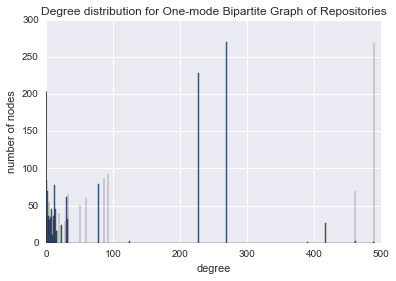 Degree distribution for One-mode Bipartite Graph of Repositories
300
250
200
150
100
50
0
number of nodes
0 100 200 300 400 500
degree